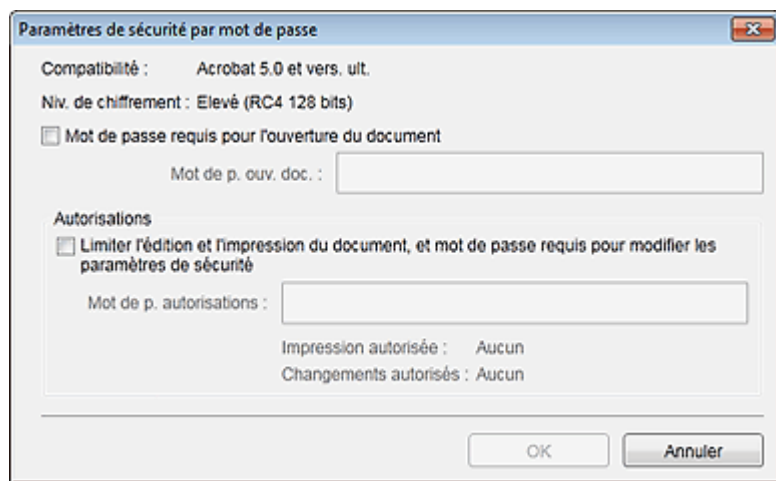 Paramètres de sécurité par mot de passe
Compatibilité : Acrobat 5.0 et vers. ult.
Niv. de chiffrement : Elevé (RC4 128 bits)
Mot de passe requis pour l'ouverture du document
Mot de p. ouv. doc. :
Autorisations
Limiter l'édition et l'impression du document, et mot de passe requis pour modifier les
paramètres de sécurité
Mot de p. autorisations :
Impression autorisée : Aucun
Changements autorisés : Aucun
OK Annuler